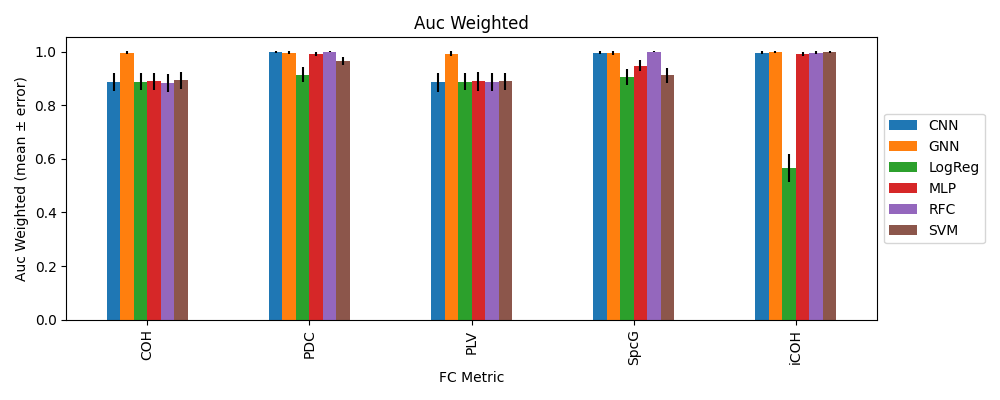 Auc Weighted
Auc Weighted (mean ± error)
1.0
0.8
0.6
0.4
0.2
0.0
COH
PDC
PLV
SpcG
iCOH
FC Metric
CNN
GNN
LogReg
MLP
RFC
SVM